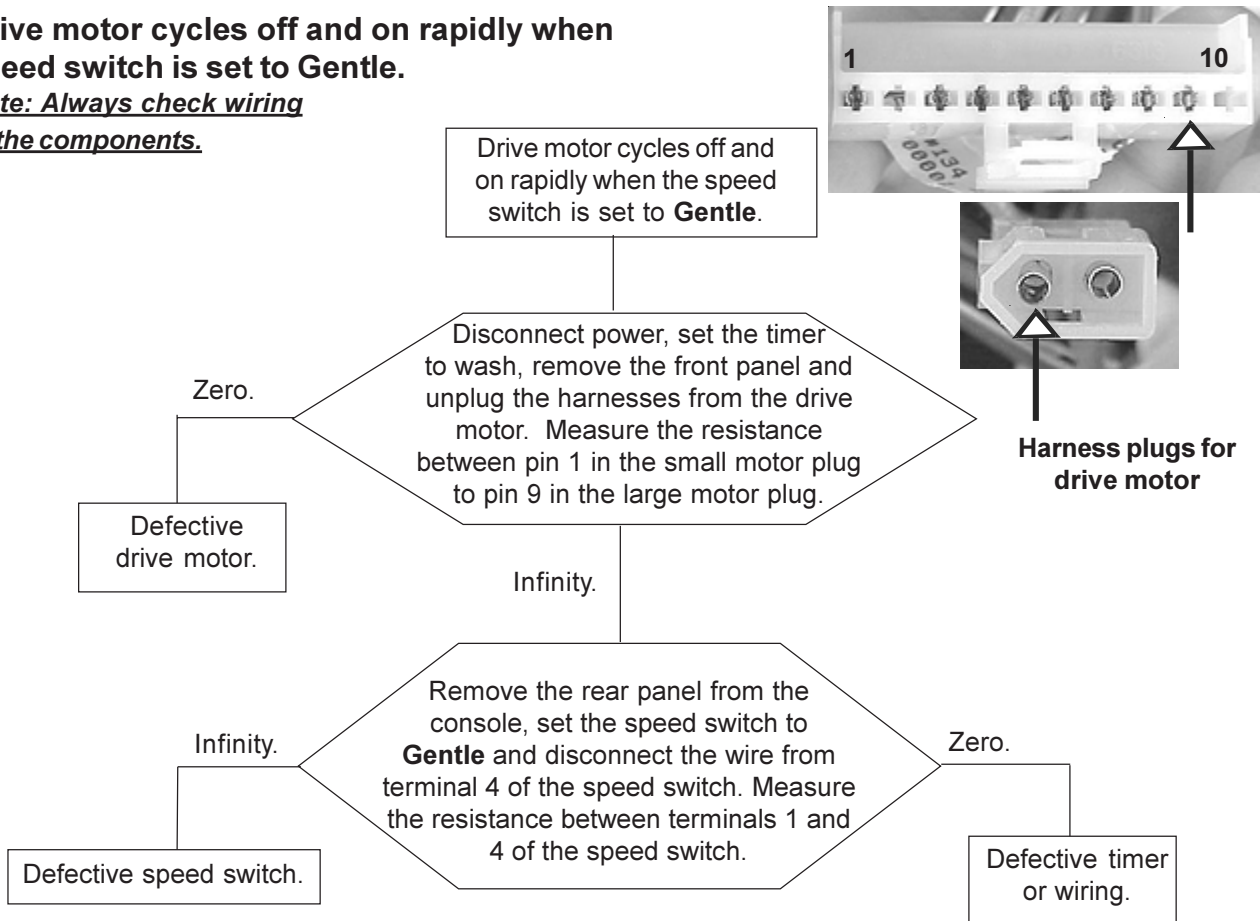 ive motor cycles off and on rapidly when
eed switch is set to Gentle.
te: Always check wiring
the components.
1
10
Drive motor cycles off and
on rapidly when the speed
switch is set to Gentle.
Disconnect power, set the timer
to wash, remove the front panel and
unplug the harnesses from the drive
motor. Measure the resistance
between pin 1 in the small motor plug
to pin 9 in the large motor plug.
Zero.
Harness plugs for
drive motor
Defective
drive motor.
Infinity.
Remove the rear panel from the
console, set the speed switch to
Gentle and disconnect the wire from
terminal 4 of the speed switch. Measure
the resistance between terminals 1 and
4 of the speed switch.
Infinity.
Zero.
Defective speed switch.
Defective timer
or wiring.